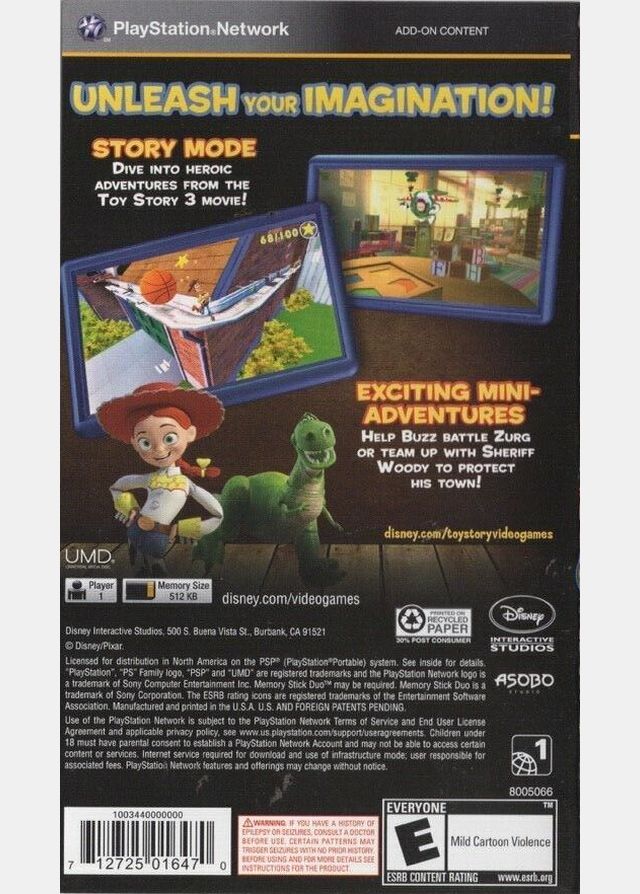 PlayStation®Network
ADD-ON CONTENT
UNLEASH YOUR IMAGINATION!
STORY MODE
DIVE INTO HEROIC
ADVENTURES FROM THE
TOY STORY 3 MOVIE!
68/100
EXCITING MINI-
ADVENTURES
HELP BUZZ BATTLE ZURG
OR TEAM UP WITH SHERIFF
WOODY TO PROTECT
HIS TOWN!
disney.com/toystoryvideogames
UMD
Player
1
Memory Size
512 KB
disney.com/videogames
PRINTED ON
RECYCLED
PAPER
30% POST CONSUMER
Disney
INTERACTIVE
STUDIOS
Disney Interactive Studios, 500 S. Buena Vista St., Burbank, CA 91521
© Disney/Pixar.
Licensed for distribution in North America on the PSP® (PlayStation®Portable) system. See inside for details.
"PlayStation", "PS" Family logo, "PSP" and "UMD" are registered trademarks and the PlayStation Network logo is
a trademark of Sony Computer Entertainment Inc. Memory Stick Duo™ may be required. Memory Stick Duo is a
trademark of Sony Corporation. The ESRB rating icons are registered trademarks of the Entertainment Software
Association. Manufactured and printed in the U.S.A. U.S. AND FOREIGN PATENTS PENDING.
Use of the PlayStation Network is subject to the PlayStation Network Terms of Service and End User License
Agreement and applicable privacy policy, see www.us.playstation.com/support/useragreements. Children under
18 must have parental consent to establish a PlayStation Network Account and may not be able to access certain
content or services. Internet service required for download and use of infrastructure mode; user responsible for
associated fees. PlayStation Network features and offerings may change without notice.
ASOBO
STUDIO
1
8005066
1003440000000
7 12725 01647 0
WARNING: IF YOU HAVE A HISTORY OF
EPILEPSY OR SEIZURES, CONSULT A DOCTOR
BEFORE USE. CERTAIN PATTERNS MAY
TRIGGER SEIZURES WITH NO PRIOR HISTORY.
BEFORE USING AND FOR MORE DETAILS SEE
INSTRUCTIONS FOR THE PRODUCT.
EVERYONE
TM
E
Mild Cartoon Violence
ESRB CONTENT RATING
www.esrb.org